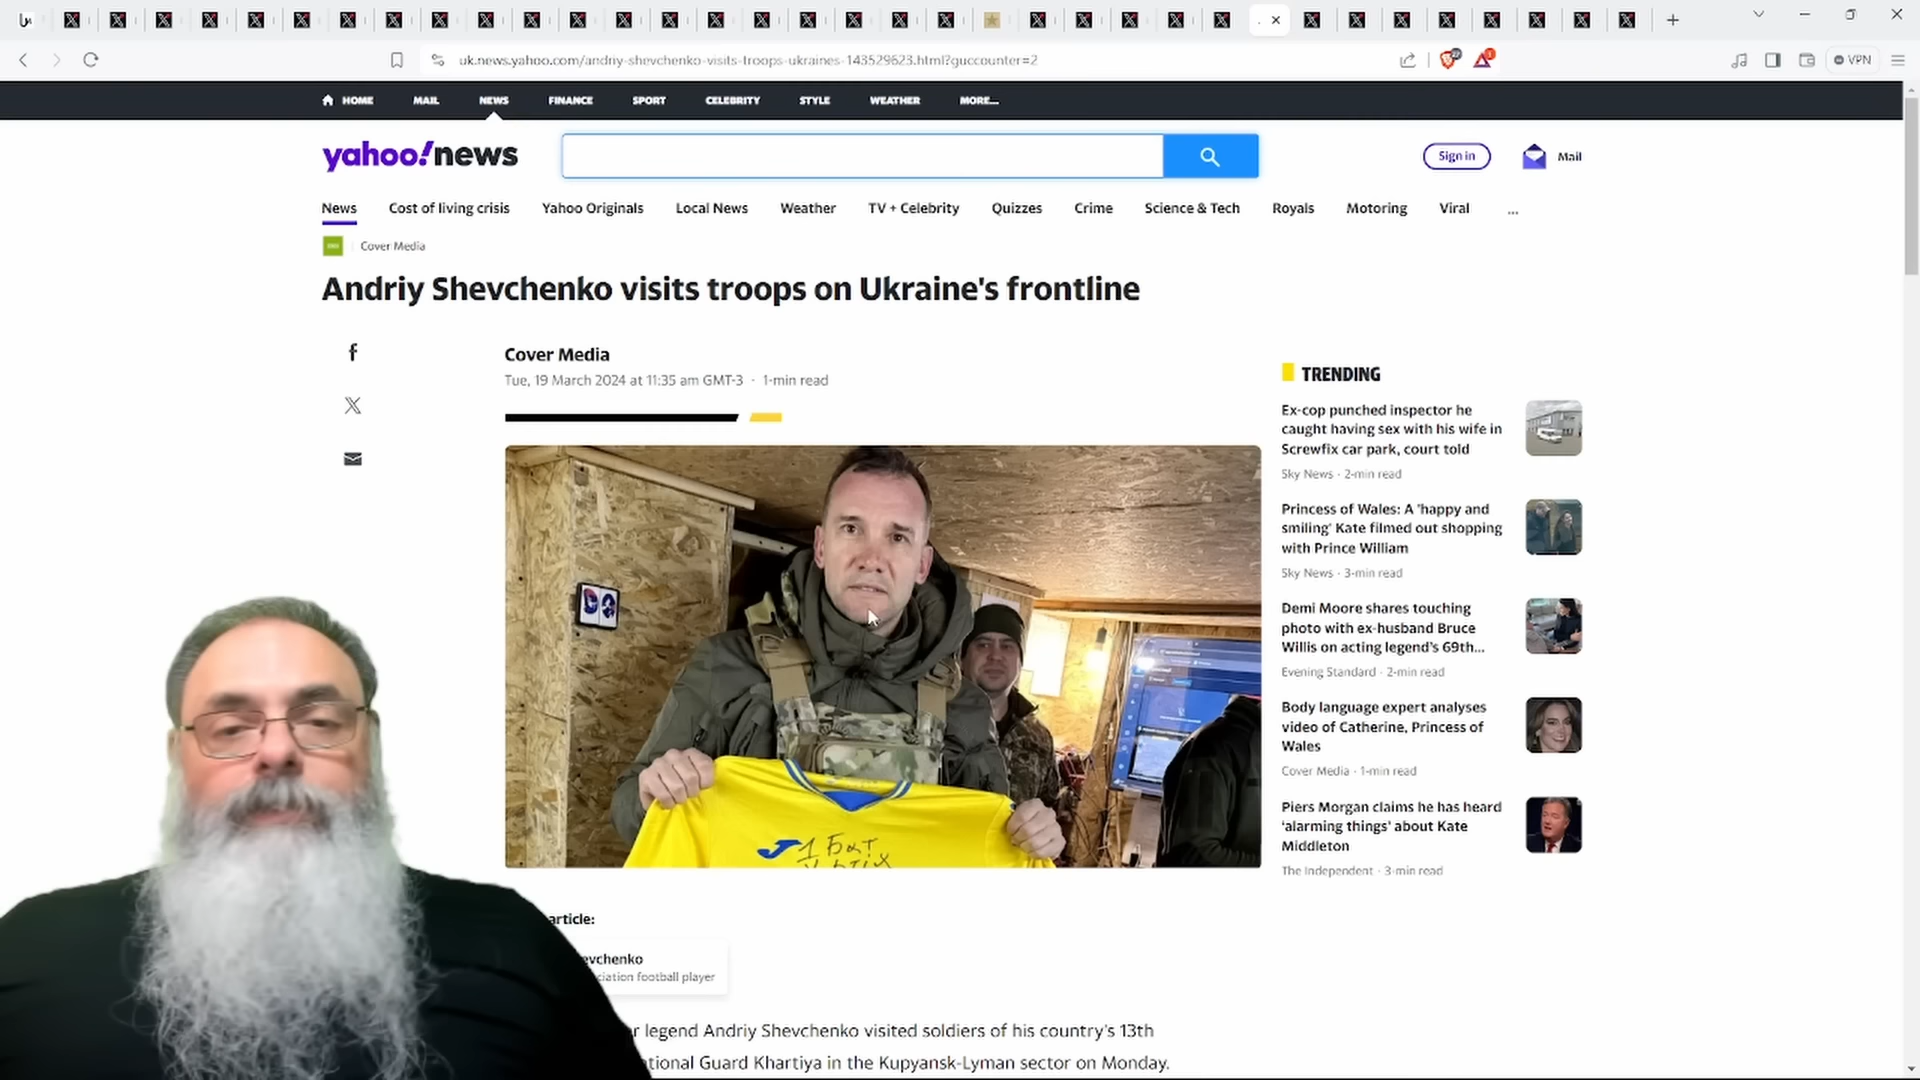 uk.news.yahoo.com/andriy-shevchenko-visits-troops-ukraines-143529623.html?guccounter=2
VPN
HOME
MAIL
NEWS
FINANCE
SPORT
CELEBRITY
STYLE
WEATHER
MORE...
yahoo!news
Sign in
Mail
News
Cost of living crisis
Yahoo Originals
Local News
Weather
TV + Celebrity
Quizzes
Crime
Science & Tech
Royals
Motoring
Viral
...
Cover Media
Andriy Shevchenko visits troops on Ukraine's frontline
Cover Media
Tue, 19 March 2024 at 11:35 am GMT-3 · 1-min read
1 Бат
article:
evchenko
ciation football player
r legend Andriy Shevchenko visited soldiers of his country's 13th
tional Guard Khartiya in the Kupyansk-Lyman sector on Monday.
TRENDING
Ex-cop punched inspector he
caught having sex with his wife in
Screwfix car park, court told
Sky News · 2-min read
Princess of Wales: A 'happy and
smiling' Kate filmed out shopping
with Prince William
Sky News · 3-min read
Demi Moore shares touching
photo with ex-husband Bruce
Willis on acting legend's 69th...
Evening Standard · 2-min read
Body language expert analyses
video of Catherine, Princess of
Wales
Cover Media · 1-min read
Piers Morgan claims he has heard
'alarming things' about Kate
Middleton
The Independent · 3-min read